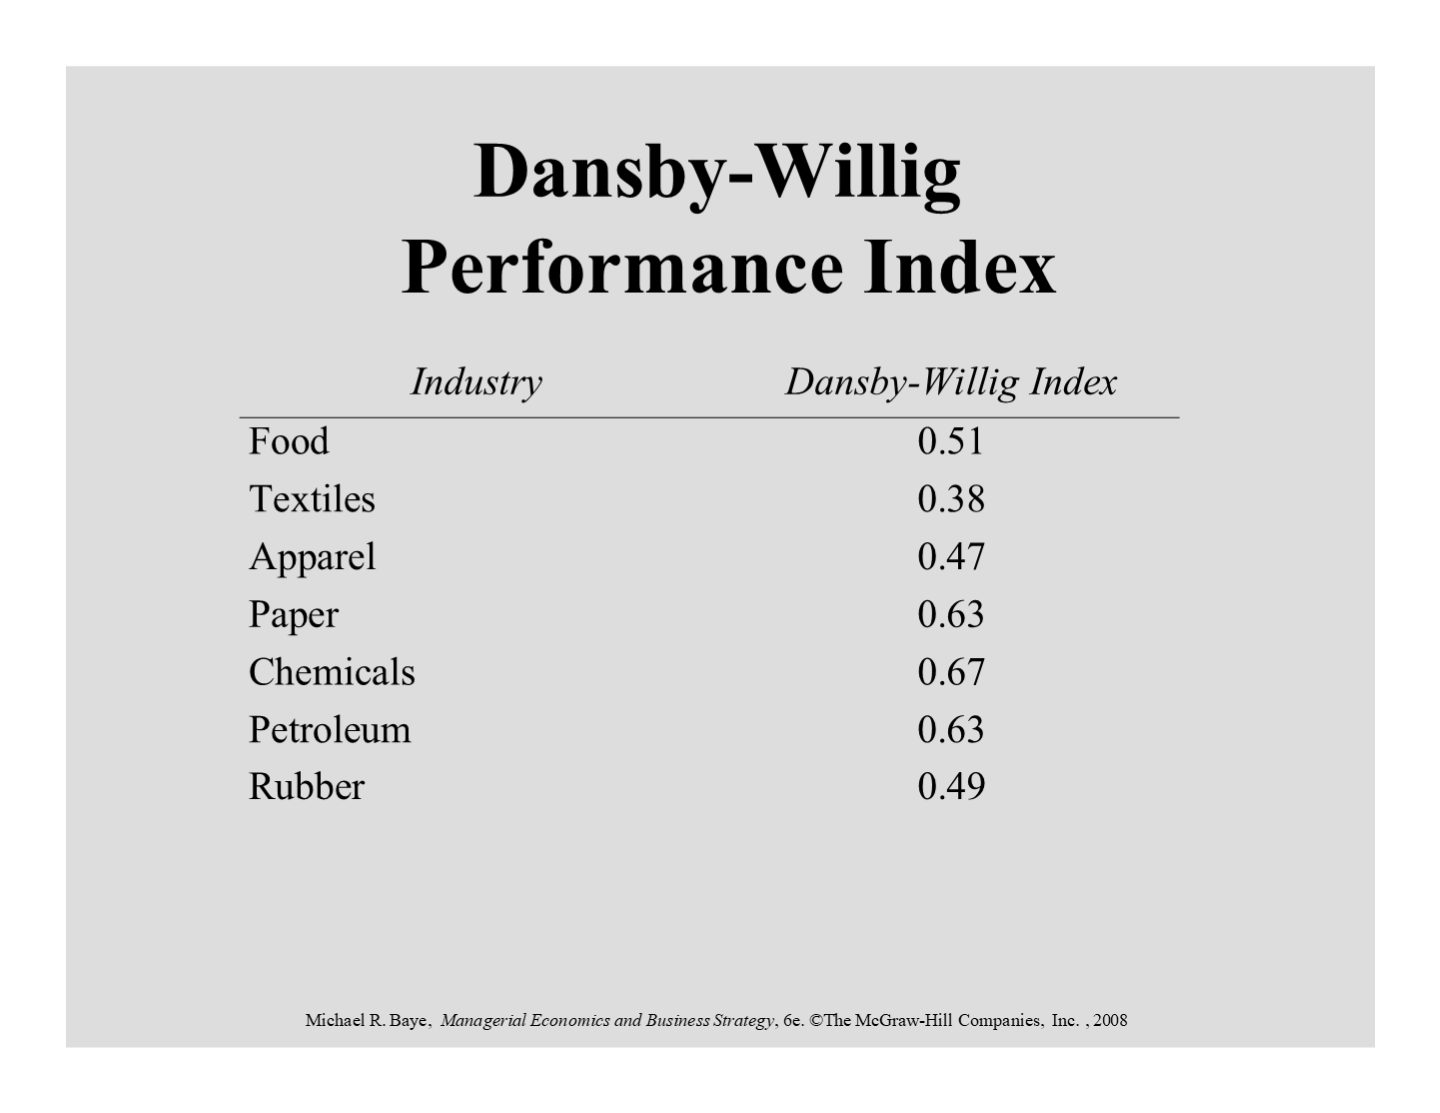 Dansby-Willig
Performance Index
Industry Dansby-Willig Index
Food 0.51
Textiles 0.38
Apparel 0.47
Paper 0.63
Chemicals 0.67
Petroleum 0.63
Rubber 0.49
Michael R. Baye, Managerial Economics and Business Strategy, 6e. ©The McGraw-Hill Companies, Inc. , 2008